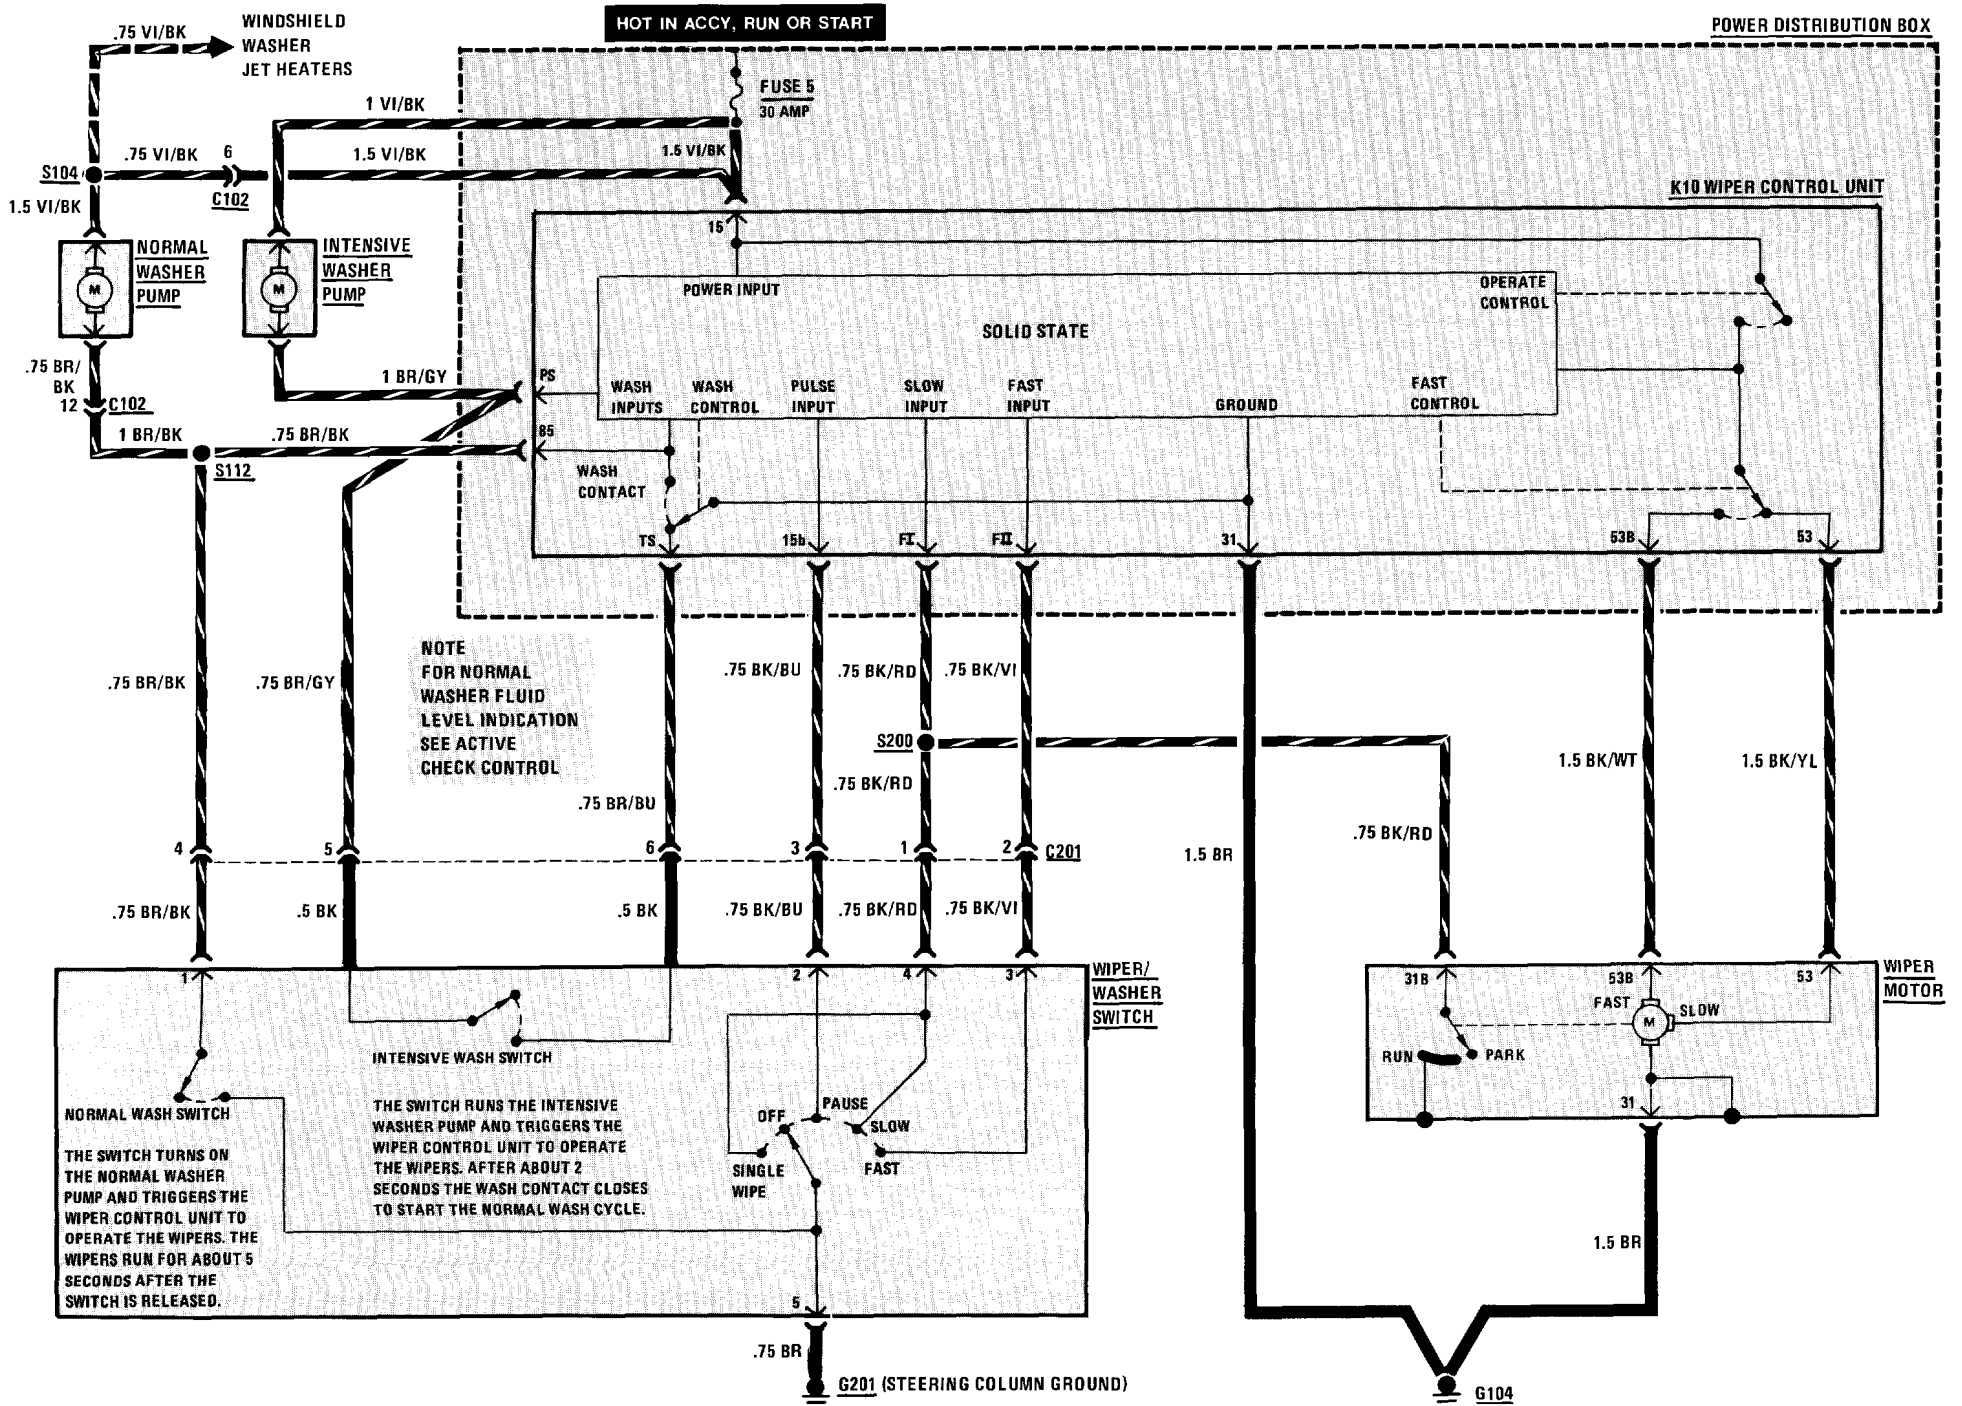 HOT IN ACCY, RUN OR START
POWER DISTRIBUTION BOX
WINDSHIELD
WASHER
JET HEATERS
.75 VI/BK
FUSE 5
30 AMP
1 VI/BK
.75 VI/BK
6
1.5 VI/BK
1.5 VI/BK
S104
C102
1.5 VI/BK
K10 WIPER CONTROL UNIT
15
NORMAL
WASHER
PUMP
M
INTENSIVE
WASHER
PUMP
M
POWER INPUT
OPERATE
CONTROL
SOLID STATE
.75 BR/
BK
12
C102
1 BR/GY
PS
WASH
INPUTS
WASH
CONTROL
PULSE
INPUT
SLOW
INPUT
FAST
INPUT
GROUND
FAST
CONTROL
1 BR/BK
.75 BR/BK
85
S112
WASH
CONTACT
TS
15b
FI
FII
31
53B
53
NOTE
FOR NORMAL
WASHER FLUID
LEVEL INDICATION
SEE ACTIVE
CHECK CONTROL
.75 BR/BK
.75 BR/GY
.75 BK/BU
.75 BK/RD
.75 BK/VI
S200
.75 BK/RD
1.5 BK/WT
1.5 BK/YL
.75 BR/BU
.75 BK/RD
4
5
6
3
1
2
C201
1.5 BR
.75 BR/BK
.5 BK
.5 BK
.75 BK/BU
.75 BK/RD
.75 BK/VI
1
2
4
3
WIPER/
WASHER
SWITCH
31B
53B
53
WIPER
MOTOR
FAST
M
SLOW
RUN
PARK
31
INTENSIVE WASH SWITCH
NORMAL WASH SWITCH
THE SWITCH RUNS THE INTENSIVE
WASHER PUMP AND TRIGGERS THE
WIPER CONTROL UNIT TO OPERATE
THE WIPERS. AFTER ABOUT 2
SECONDS THE WASH CONTACT CLOSES
TO START THE NORMAL WASH CYCLE.
THE SWITCH TURNS ON
THE NORMAL WASHER
PUMP AND TRIGGERS THE
WIPER CONTROL UNIT TO
OPERATE THE WIPERS. THE
WIPERS RUN FOR ABOUT 5
SECONDS AFTER THE
SWITCH IS RELEASED.
OFF
PAUSE
SLOW
SINGLE
WIPE
FAST
1.5 BR
5
.75 BR
G201 (STEERING COLUMN GROUND)
G104